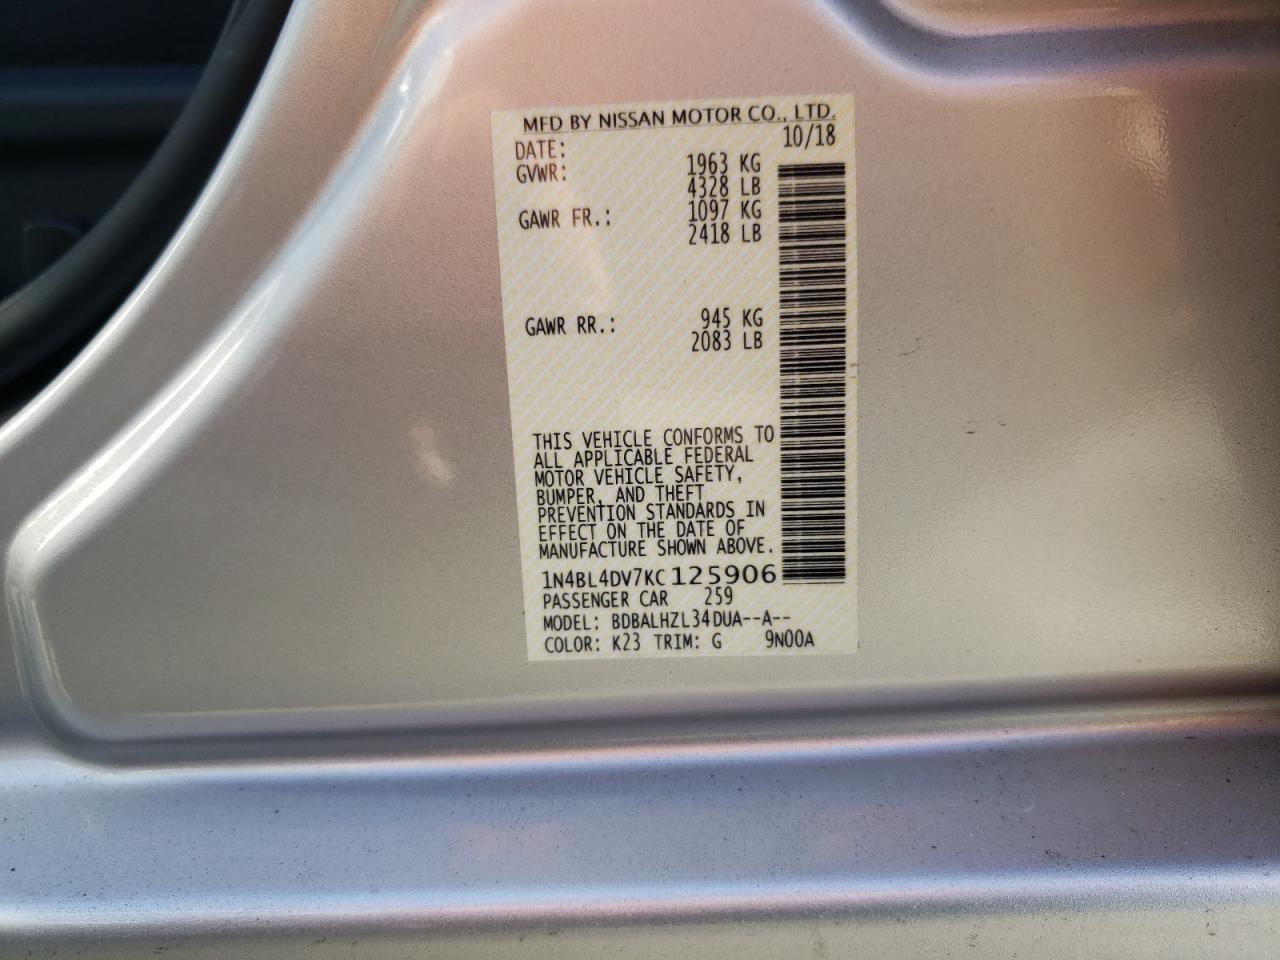 MFD BY NISSAN MOTOR CO., LTD.
DATE: 10/18
GVWR: 1963 KG
4328 LB
GAWR FR.: 1097 KG
2418 LB
GAWR RR.: 945 KG
2083 LB
THIS VEHICLE CONFORMS TO
ALL APPLICABLE FEDERAL
MOTOR VEHICLE SAFETY,
BUMPER, AND THEFT
PREVENTION STANDARDS IN
EFFECT ON THE DATE OF
MANUFACTURE SHOWN ABOVE.
1N4BL4DV7KC125906
PASSENGER CAR 259
MODEL: BDBALHZL34DUA--A--
COLOR: K23 TRIM: G 9N00A